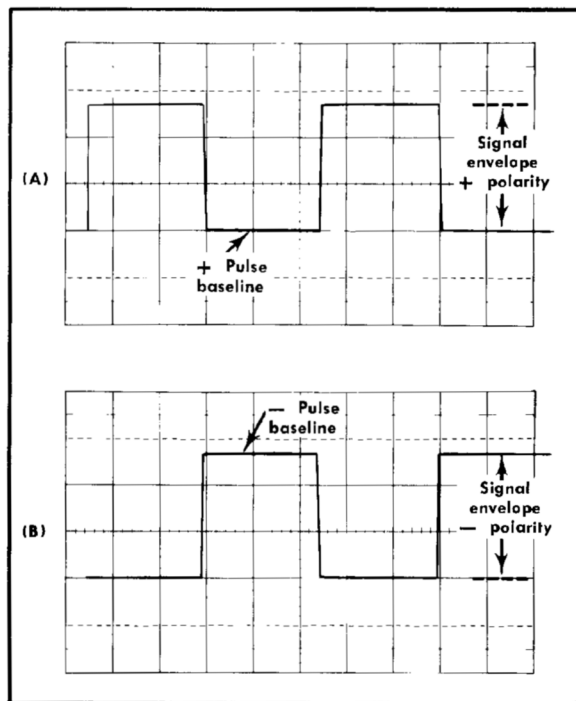 (A)
Signal
envelope
+ polarity
+ Pulse
baseline
− Pulse
baseline
(B)
Signal
envelope
− polarity